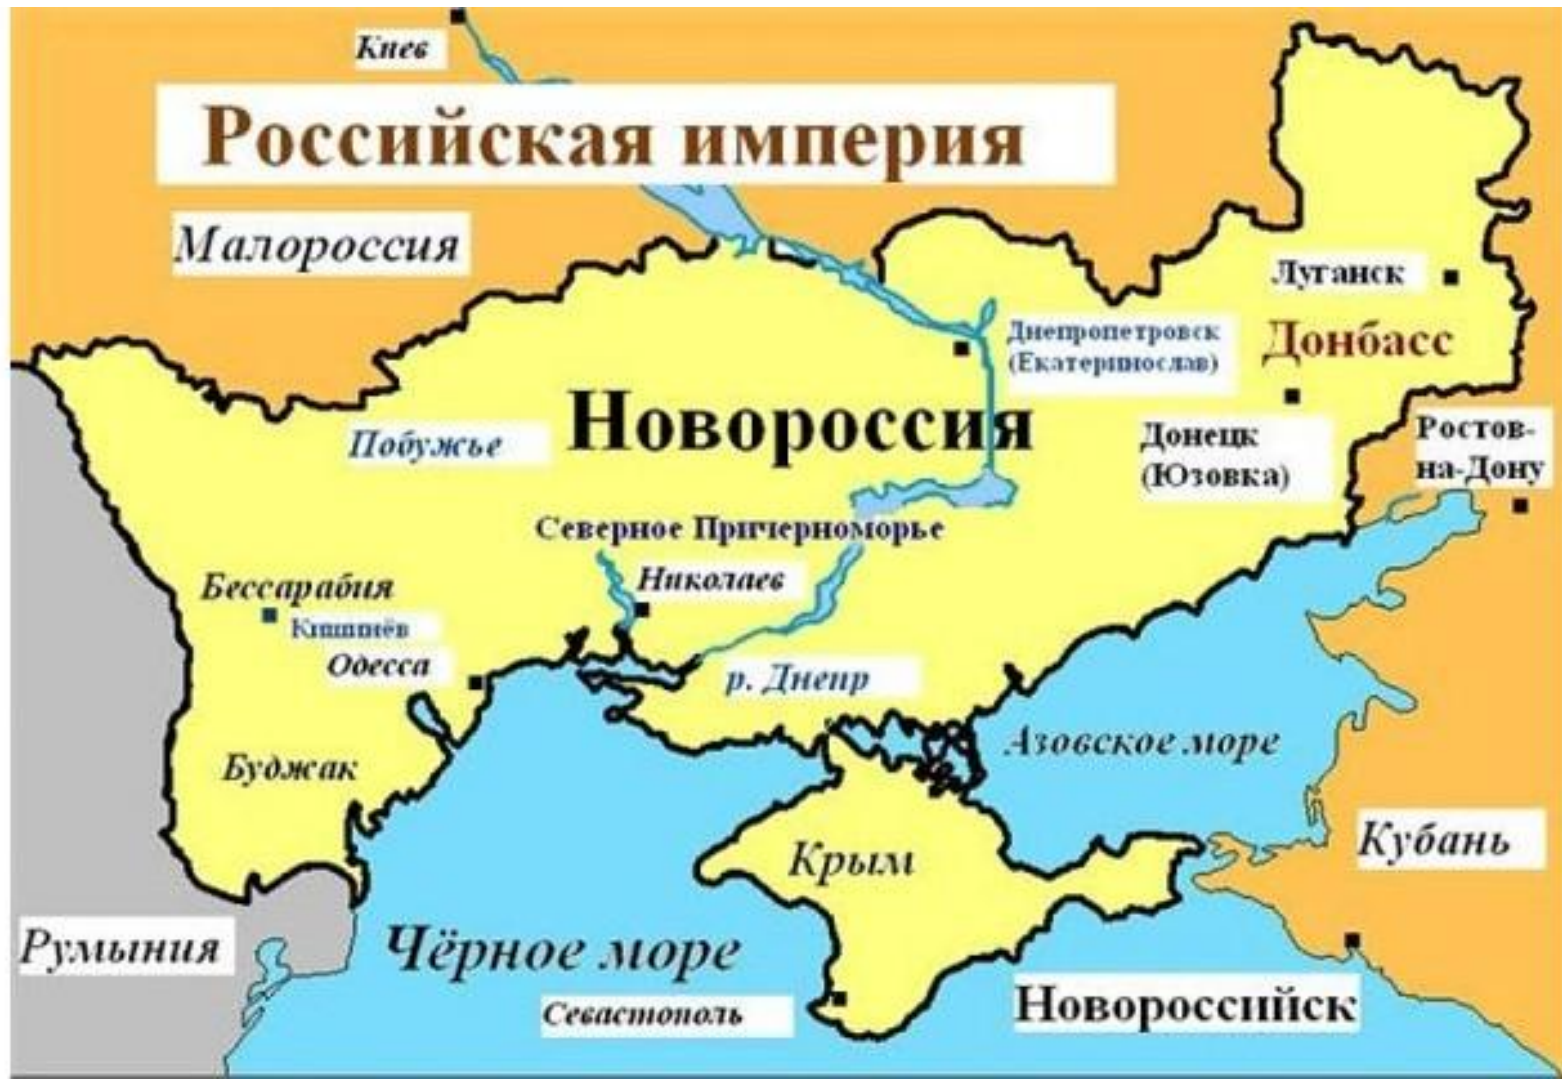 Киев
Российская империя
Малороссия
Луганск
Днепропетровск
(Екатеринослав)
Донбасс
Новороссия
Побужье
Донецк
(Юзовка)
Ростов-
на-Дону
Северное Причерноморье
Николаев
Бессарабия
Кишинёв
Одесса
р. Днепр
Буджак
Азовское море
Крым
Кубань
Румыния
Чёрное море
Севастополь
Новороссийск